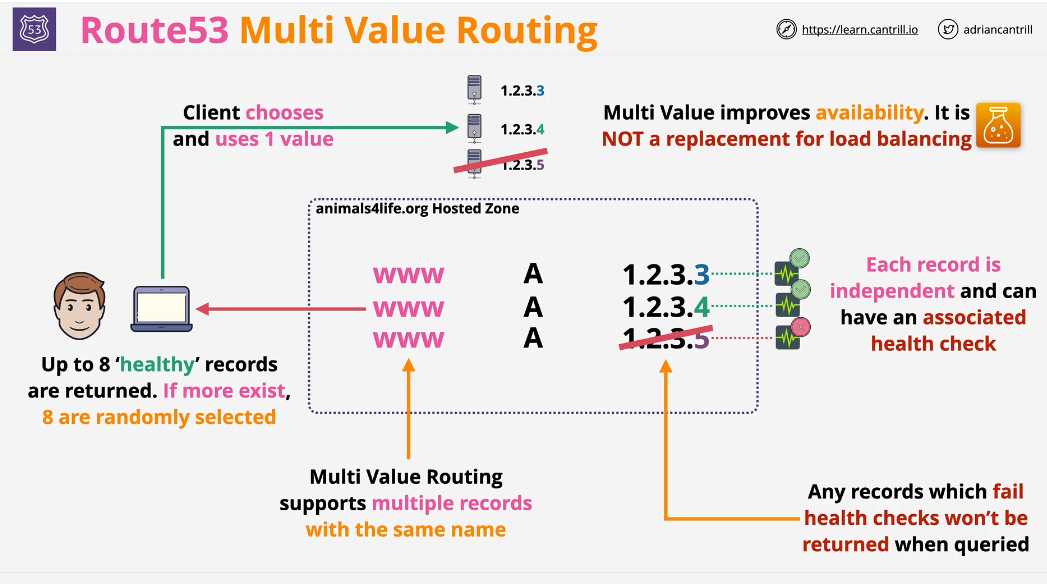 53
Route53 Multi Value Routing
https://learn.cantrill.io
adriancantrill
Client chooses
and uses 1 value
1.2.3.3
1.2.3.4
1.2.3.5
Multi Value improves availability. It is
NOT a replacement for load balancing
animals4life.org Hosted Zone
www A 1.2.3.3
www A 1.2.3.4
www A 1.2.3.5
Each record is
independent and can
have an associated
health check
Up to 8 ‘healthy’ records
are returned. If more exist,
8 are randomly selected
Multi Value Routing
supports multiple records
with the same name
Any records which fail
health checks won’t be
returned when queried